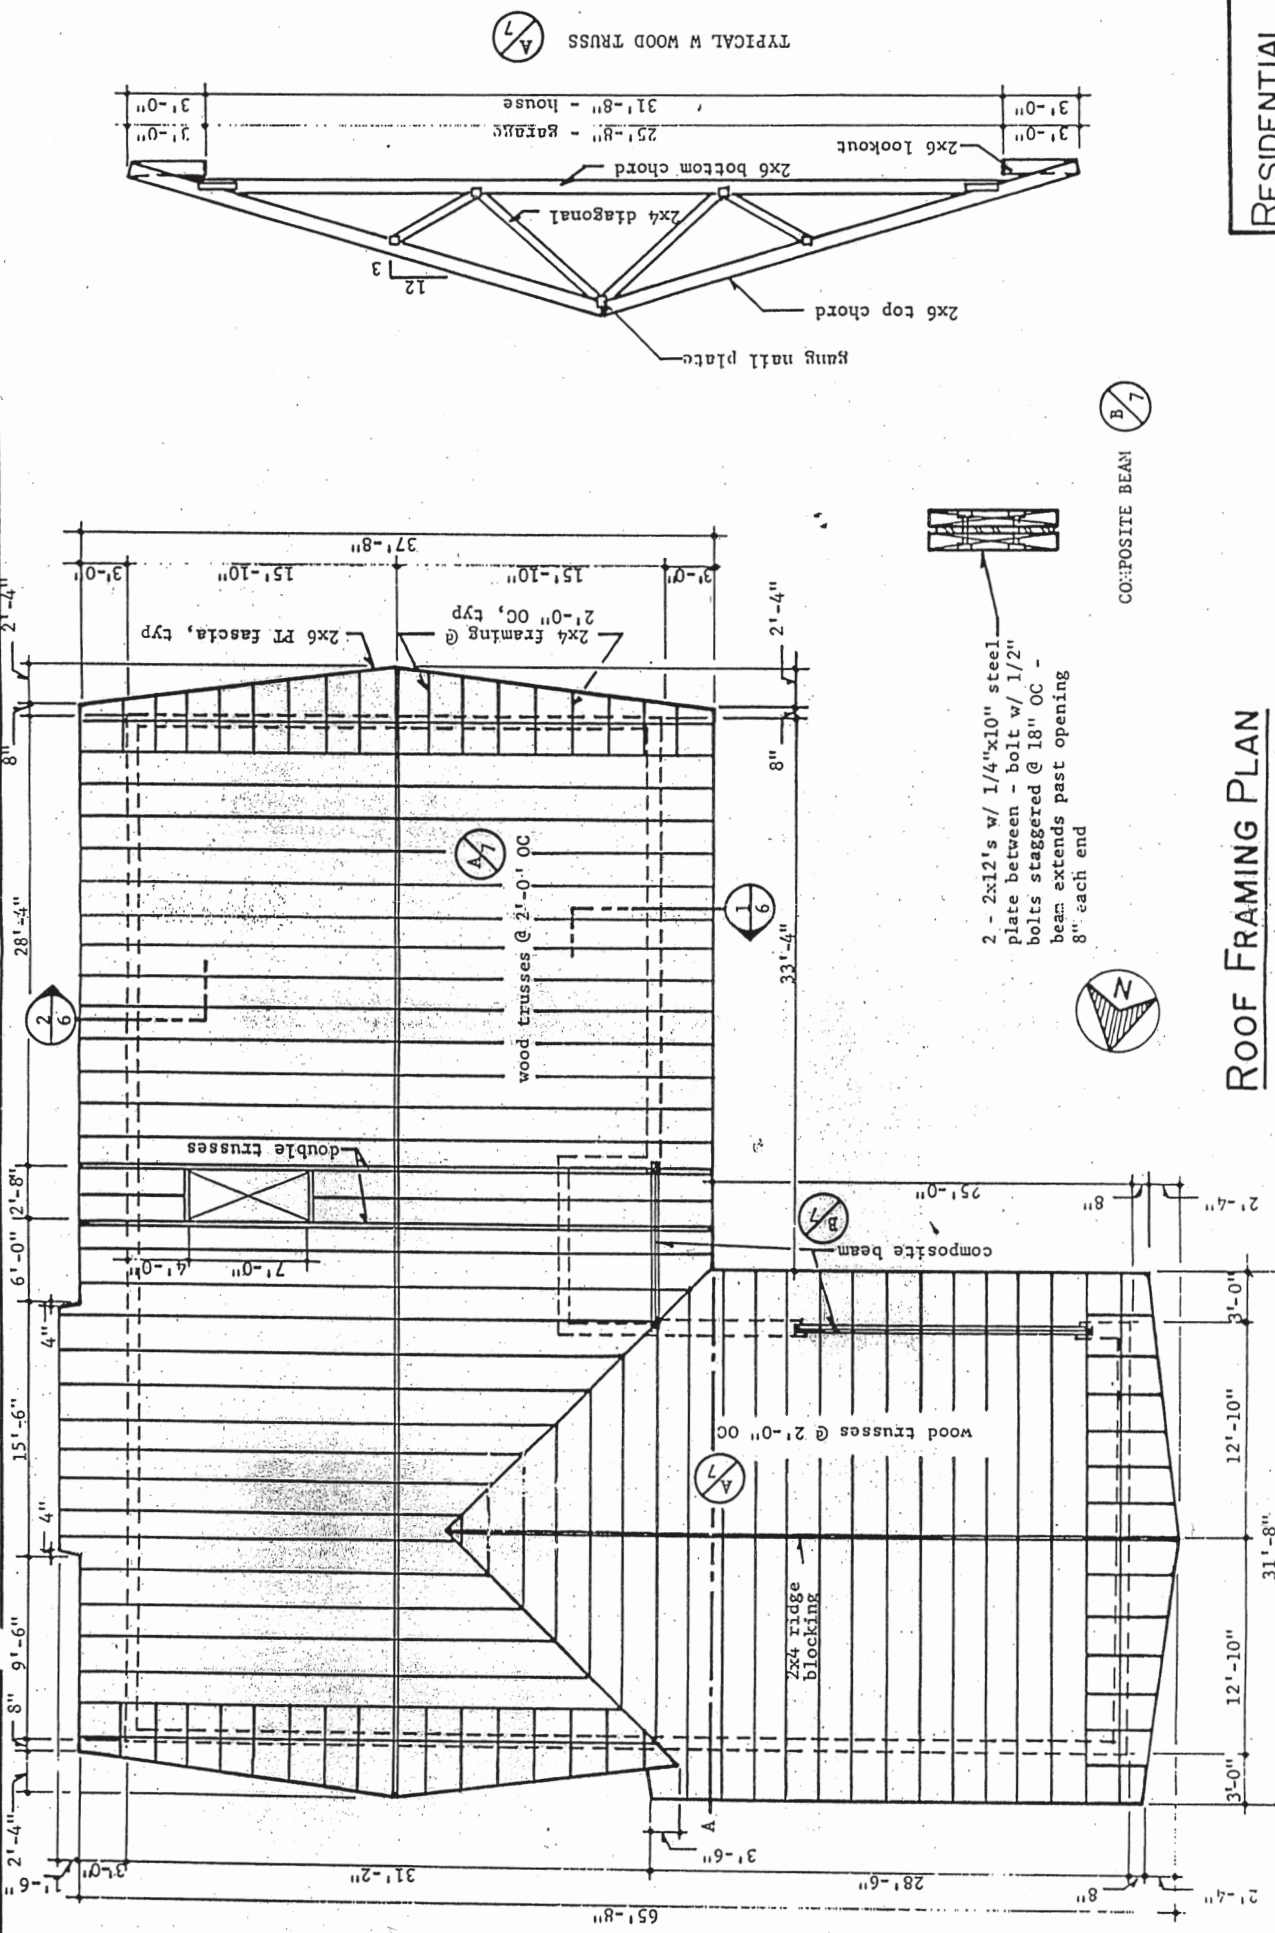 TYPICAL W WOOD TRUSS
A
7
3'-0"
31'-8" - house
3'-0"
3'-0"
25'-8" - garage
3'-0"
2x6 bottom chord
2x6 lookout
2x4 diagonal
3
12
2x6 top chord
gang nail plate
RESIDENTIAL
COMPOSITE BEAM
B
7
2 - 2x12's w/ 1/4"x10" steel
plate between - bolt w/ 1/2"
bolts staggered @ 18" OC -
beam extends past opening
8" each end
N
ROOF FRAMING PLAN
37'-8"
3'-0"
15'-10"
15'-10"
3'-0"
2'-4"
8"
28'-4"
2'-8"
6'-0"
4"
15'-6"
4"
9'-6"
8"
2'-4"
2x6 PT fascia, typ
2x4 framing @
2'-0" OC, typ
2'-4"
8"
33'-4"
A
7
wood trusses @ 2'-0" OC
2
6
1
6
double trusses
4'-0"
7'-0"
composite beam
B
7
25'-0"
8"
2'-4"
wood trusses @ 2'-0" OC
A
7
2x4 ridge
blocking
3'-0"
12'-10"
12'-10"
3'-0"
31'-8"
A
3'-6"
1'-6"
3'-0"
31'-2"
28'-6"
8"
2'-4"
65'-8"